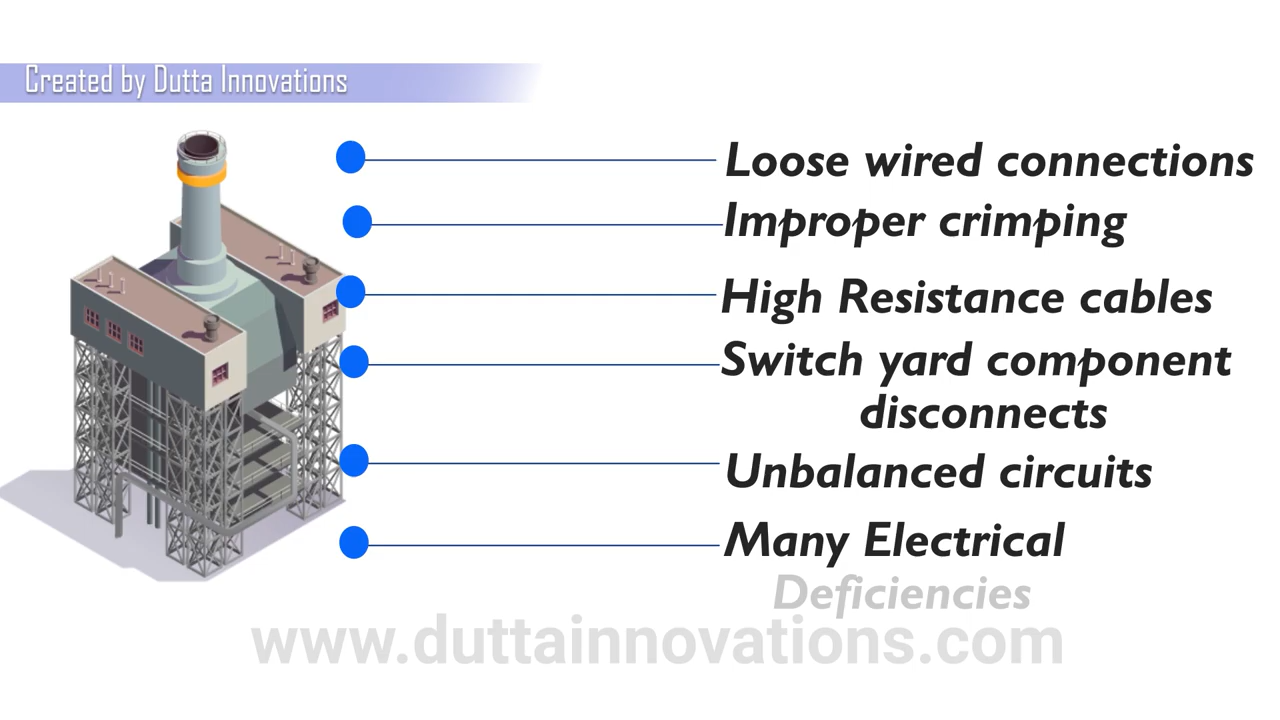 Created by Dutta Innovations
Loose wired connections
Improper crimping
High Resistance cables
Switch yard component
disconnects
Unbalanced circuits
Many Electrical
Deficiencies
www.duttainnovations.com